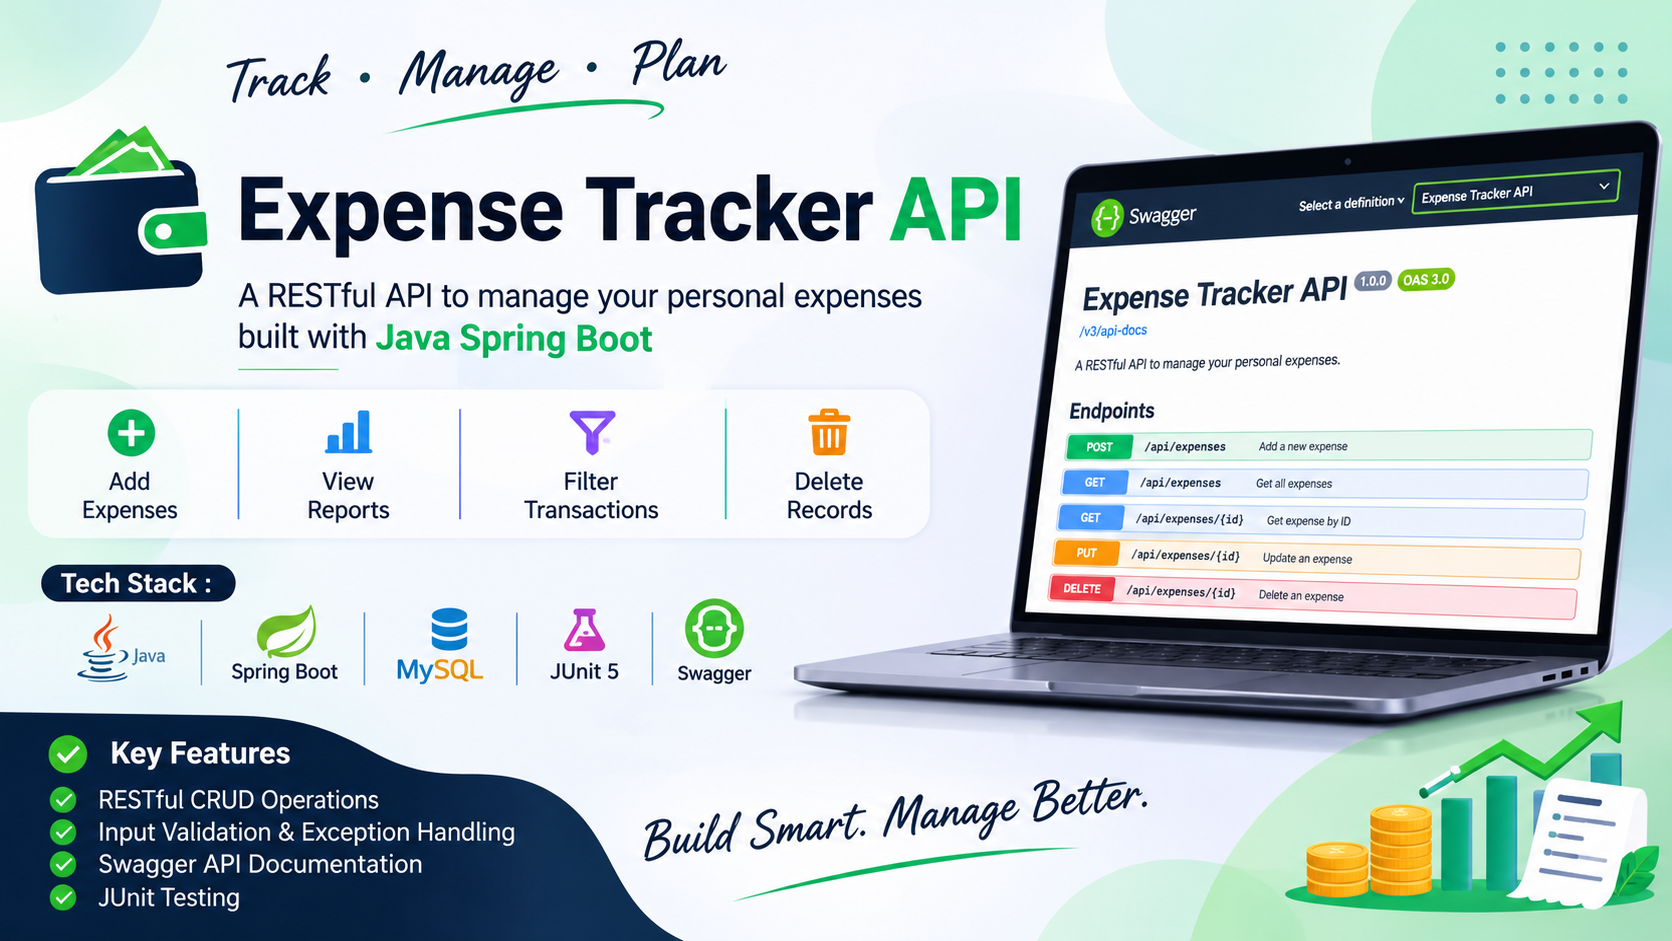 Track • Manage • Plan
Expense Tracker API
A RESTful API to manage your personal expenses
built with Java Spring Boot
Add
Expenses
View
Reports
Filter
Transactions
Delete
Records
Tech Stack :
Java
Spring Boot
MySQL
JUnit 5
Swagger
Key Features
RESTful CRUD Operations
Input Validation & Exception Handling
Swagger API Documentation
JUnit Testing
Build Smart. Manage Better.
{-} Swagger
Select a definition
Expense Tracker API
Expense Tracker API 1.0.0 OAS 3.0
/v3/api-docs
A RESTful API to manage your personal expenses.
Endpoints
POST /api/expenses Add a new expense
GET /api/expenses Get all expenses
GET /api/expenses/{id} Get expense by ID
PUT /api/expenses/{id} Update an expense
DELETE /api/expenses/{id} Delete an expense